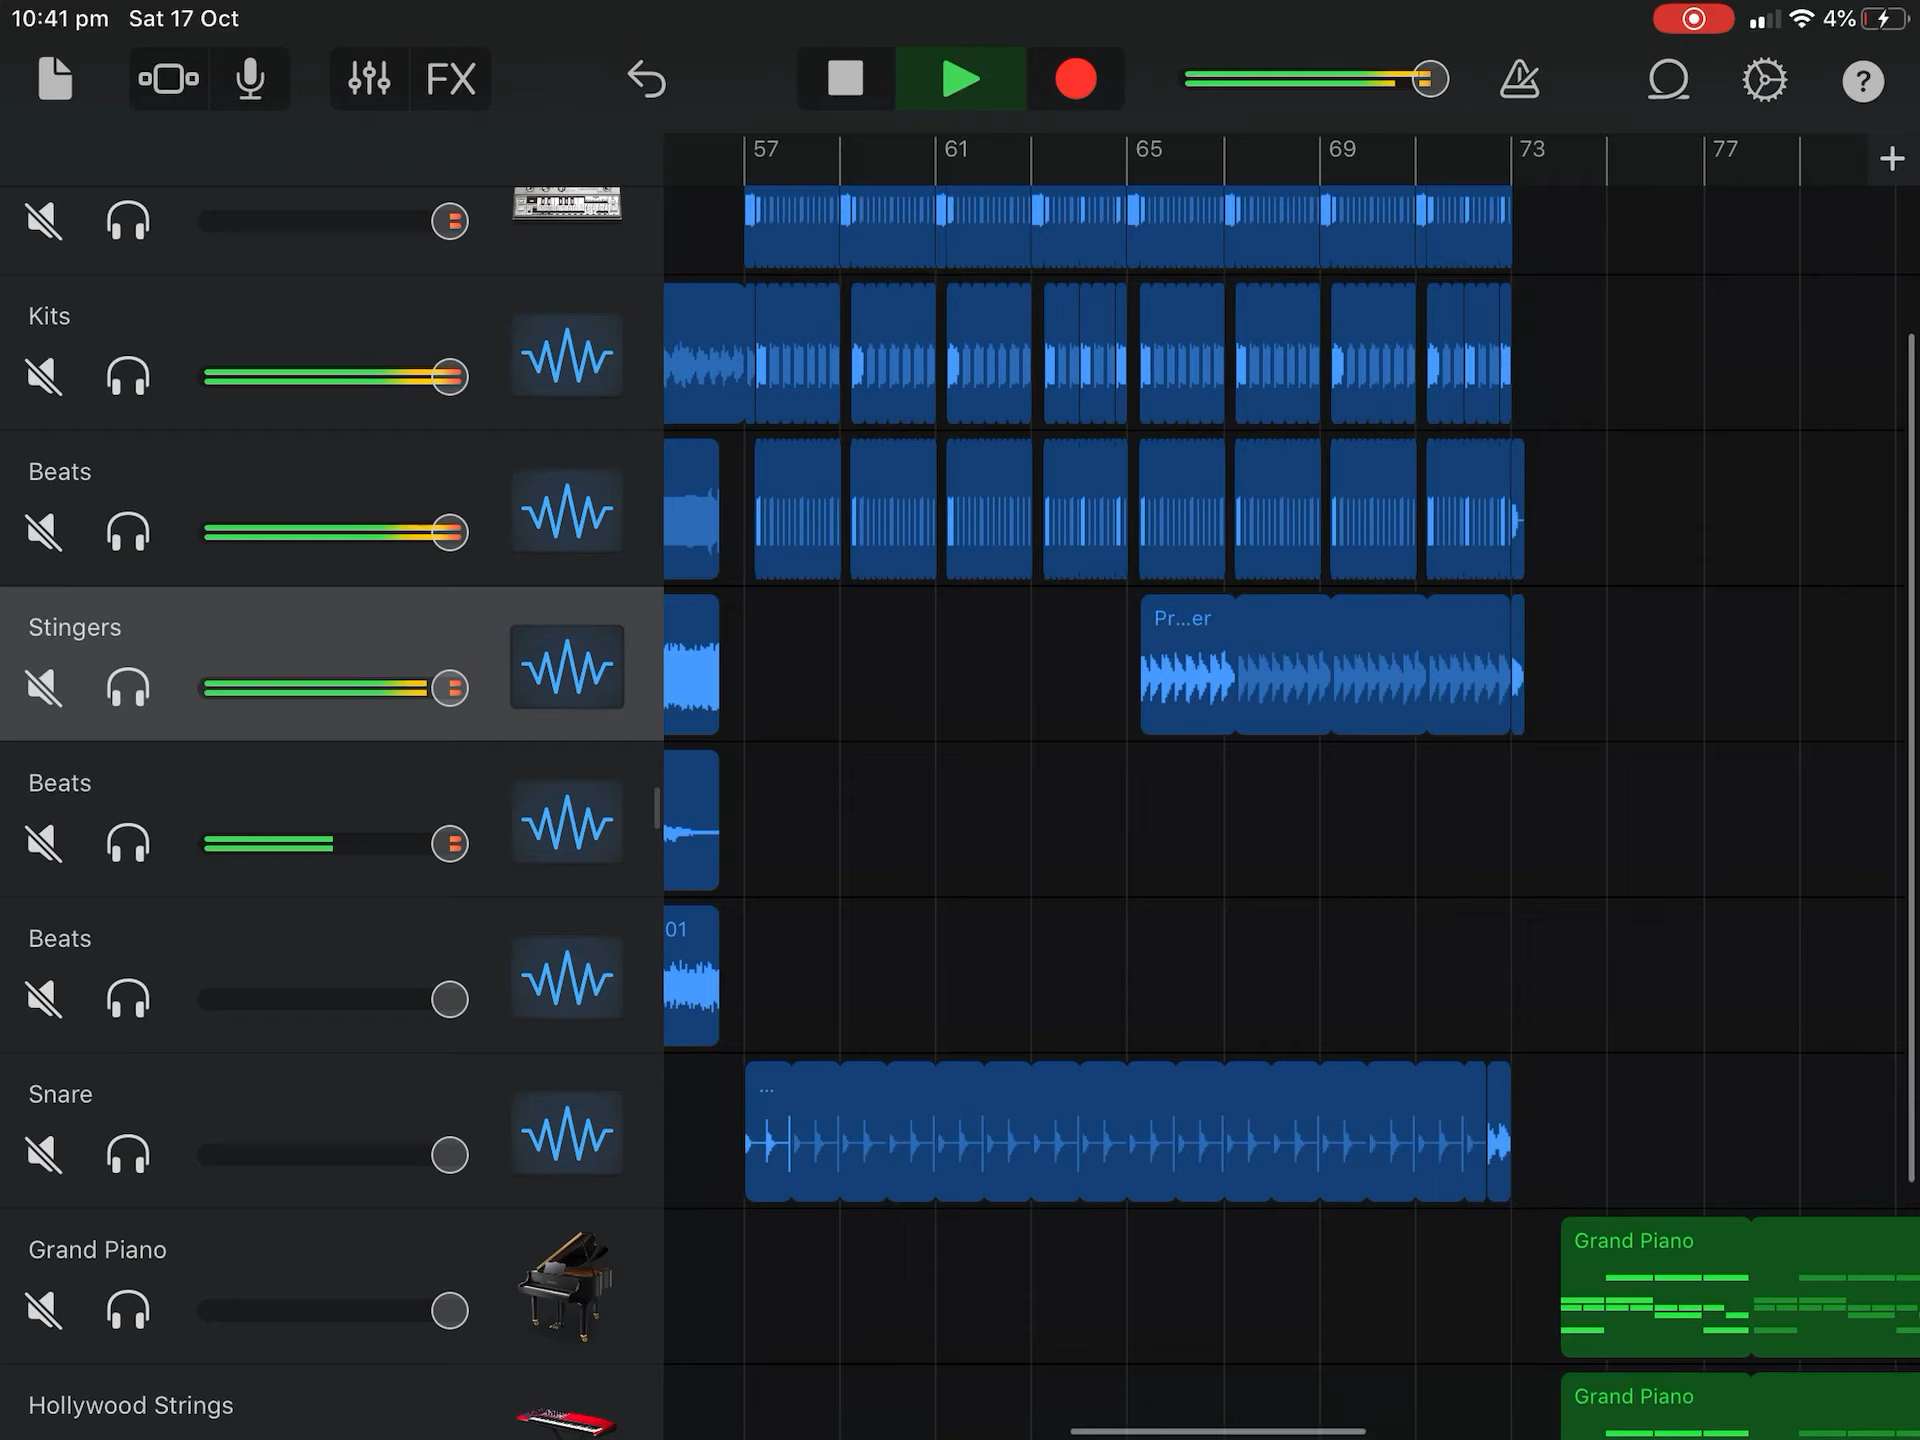 10:41 pm Sat 17 Oct
4%
FX
?
57 61 65 69 73 77
Kits
Beats
Stingers
Pr...er
Beats
Beats
01
Snare
...
Grand Piano
Grand Piano
Hollywood Strings
Grand Piano